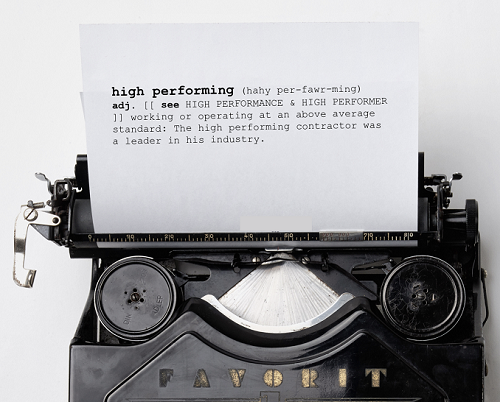 high performing (hahy per-fawr-ming)
adj. [[ see HIGH PERFORMANCE & HIGH PERFORMER
]] working or operating at an above average
standard: The high performing contractor was
a leader in his industry.
FAVORIT